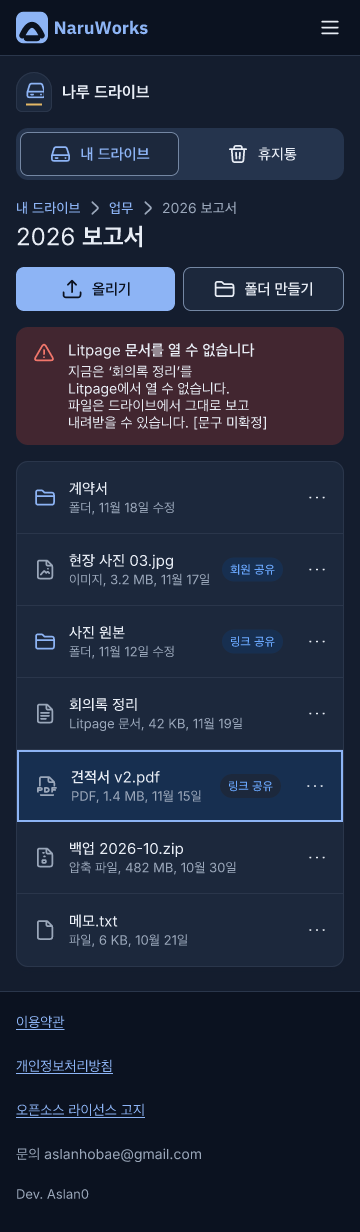 NaruWorks
나루 드라이브
내 드라이브
휴지통
내 드라이브 > 업무 > 2026 보고서
2026 보고서
올리기
폴더 만들기
Litpage 문서를 열 수 없습니다
지금은 ‘회의록 정리’를
Litpage에서 열 수 없습니다.
파일은 드라이브에서 그대로 보고
내려받을 수 있습니다. [문구 미확정]
계약서
폴더, 11월 18일 수정
현장 사진 03.jpg
이미지, 3.2 MB, 11월 17일
회원 공유
사진 원본
폴더, 11월 12일 수정
링크 공유
회의록 정리
Litpage 문서, 42 KB, 11월 19일
PDF
견적서 v2.pdf
PDF, 1.4 MB, 11월 15일
링크 공유
백업 2026-10.zip
압축 파일, 482 MB, 10월 30일
메모.txt
파일, 6 KB, 10월 21일
이용약관
개인정보처리방침
오픈소스 라이선스 고지
문의 aslanhobae@gmail.com
Dev. Aslan0